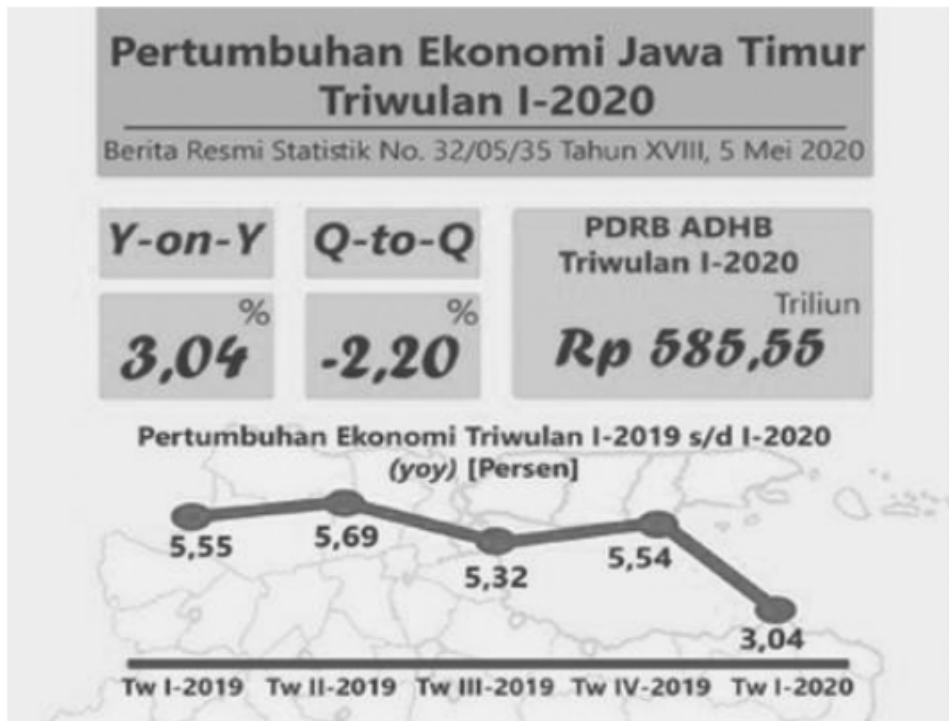 Pertumbuhan Ekonomi Jawa Timur
Triwulan I-2020
Berita Resmi Statistik No. 32/05/35 Tahun XVIII, 5 Mei 2020
Y-on-Y
%
3,04
Q-to-Q
%
-2,20
PDRB ADHB
Triwulan I-2020
Triliun
Rp 585,55
Pertumbuhan Ekonomi Triwulan I-2019 s/d I-2020
(yoy) [Persen]
5,55
5,69
5,32
5,54
3,04
Tw I-2019 Tw II-2019 Tw III-2019 Tw IV-2019 Tw I-2020